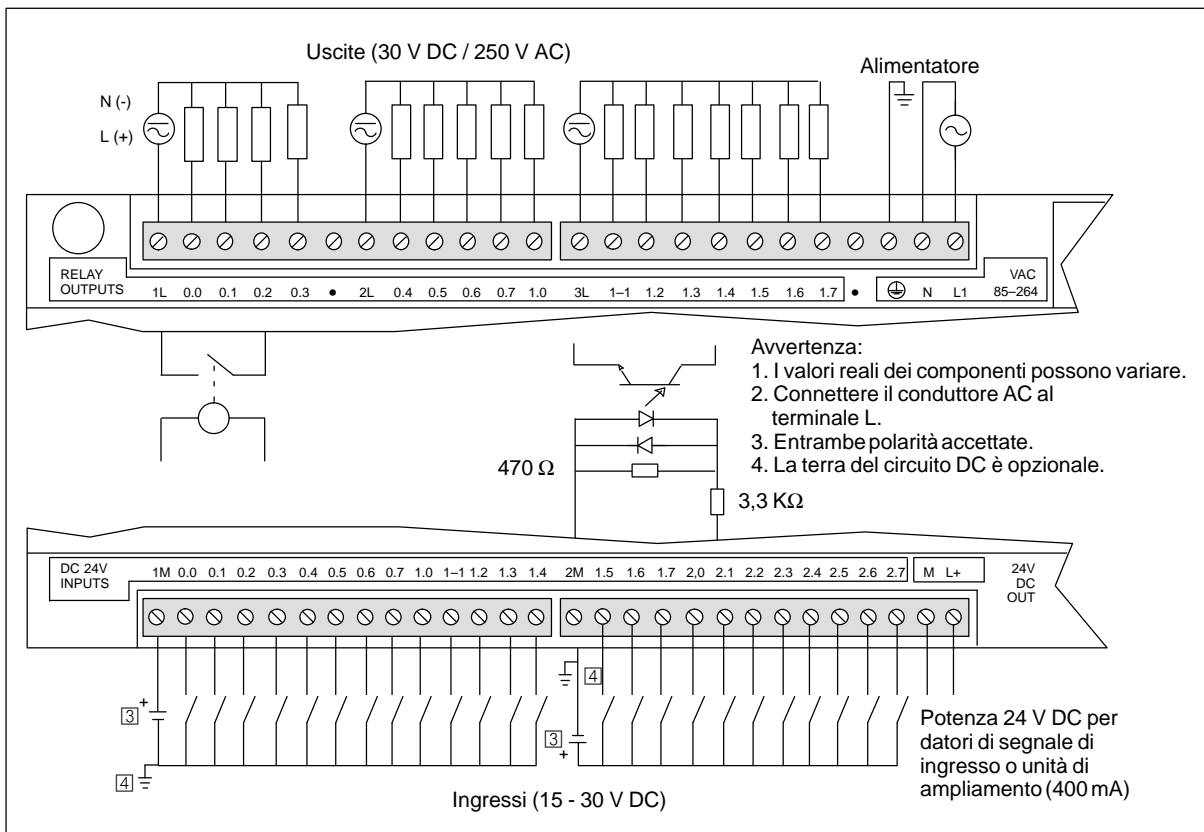 Uscite (30 V DC / 250 V AC)
Alimentatore
N (-)
L (+)
RELAY
OUTPUTS
1L 0.0 0.1 0.2 0.3 • 2L 0.4 0.5 0.6 0.7 1.0 3L 1–1 1.2 1.3 1.4 1.5 1.6 1.7 • N L1
VAC
85–264
Avvertenza:
1. I valori reali dei componenti possono variare.
2. Connettere il conduttore AC al
terminale L.
3. Entrambe polarità accettate.
4. La terra del circuito DC è opzionale.
470 Ω
3,3 KΩ
DC 24V
INPUTS
1M 0.0 0.1 0.2 0.3 0.4 0.5 0.6 0.7 1.0 1–1 1.2 1.3 1.4 2M 1.5 1.6 1.7 2,0 2.1 2.2 2.3 2.4 2.5 2.6 2.7 M L+
24V
DC
OUT
4
+
3
3
+
4
Potenza 24 V DC per
datori di segnale di
ingresso o unità di
ampliamento (400 mA)
Ingressi (15 - 30 V DC)